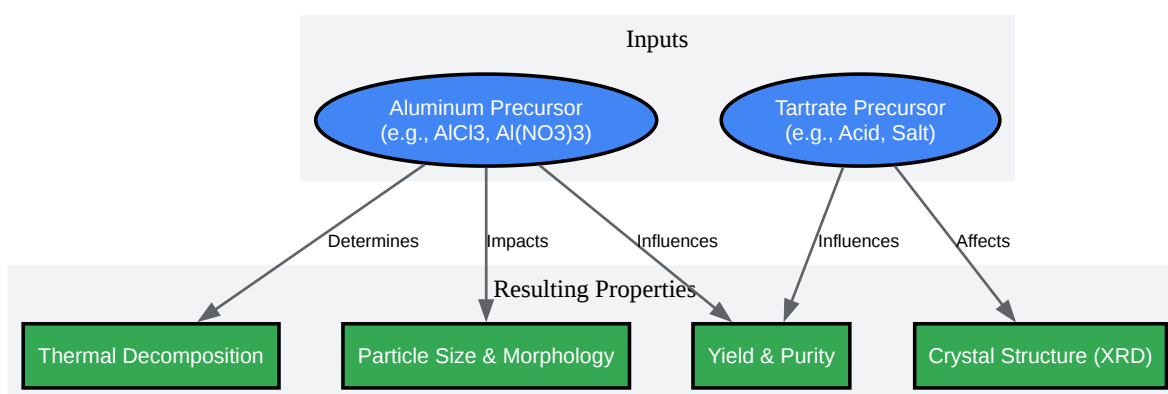 Inputs
Aluminum Precursor
(e.g., AlCl3, Al(NO3)3)
Tartrate Precursor
(e.g., Acid, Salt)
Determines
Impacts
Influences
Influences
Affects
Resulting Properties
Thermal Decomposition
Particle Size & Morphology
Yield & Purity
Crystal Structure (XRD)